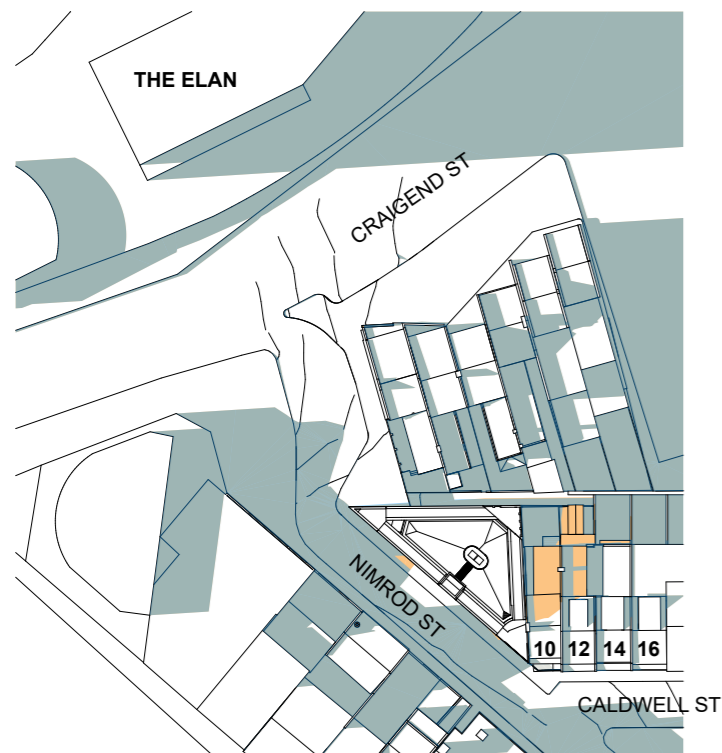 THE ELAN
CRAIGEND ST
NIMROD ST
10 12 14 16
CALDWELL ST